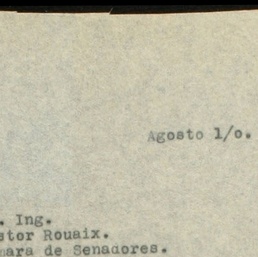 Agosto 1/o.
. Ing.
stor Rouaix.
mara de Senadores.